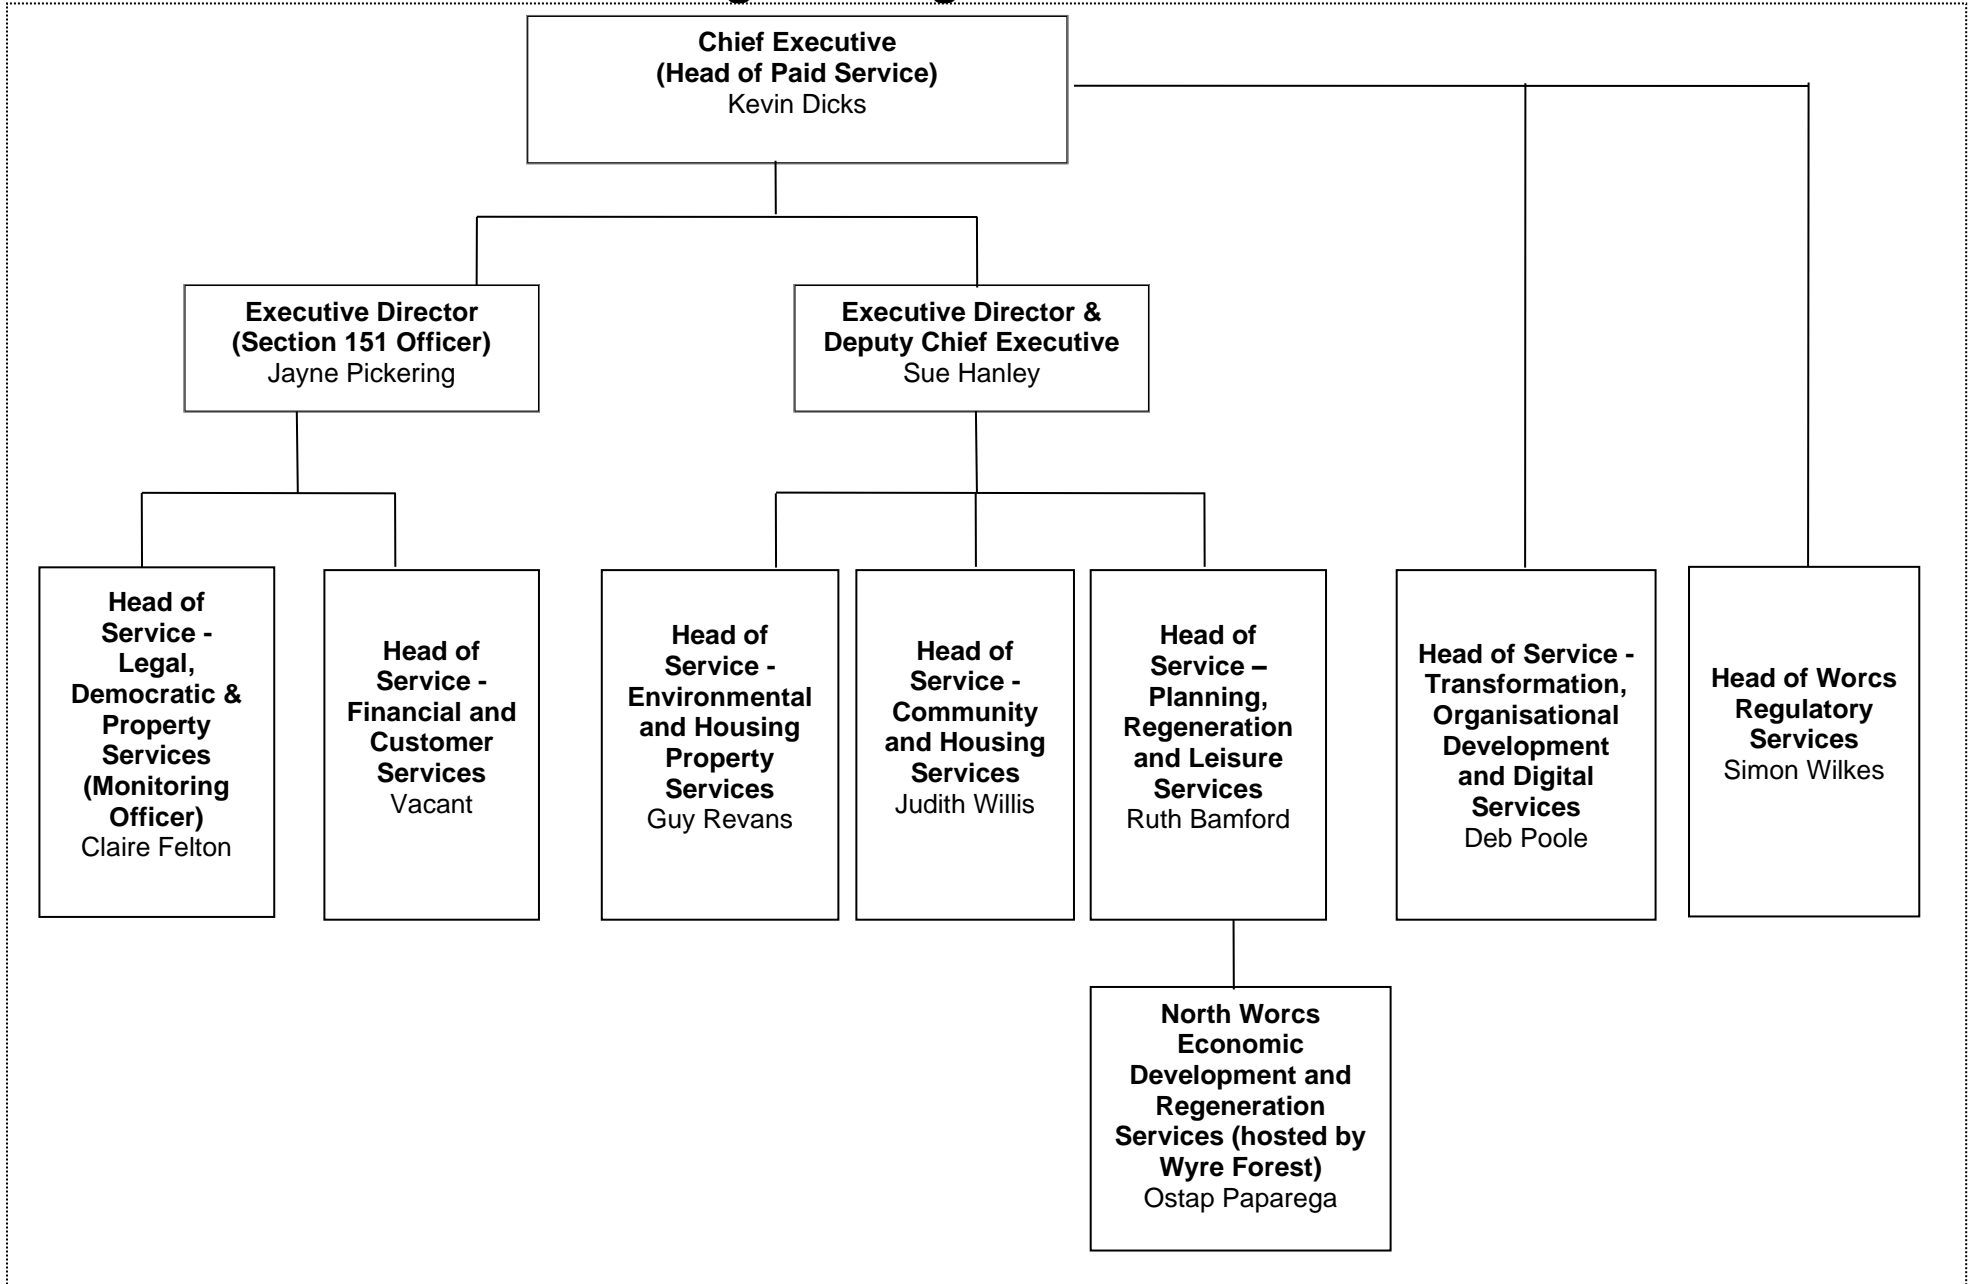 Chief Executive
(Head of Paid Service)
Kevin Dicks
Executive Director
(Section 151 Officer)
Jayne Pickering
Executive Director &
Deputy Chief Executive
Sue Hanley
Head of
Service -
Legal,
Democratic &
Property
Services
(Monitoring
Officer)
Claire Felton
Head of
Service -
Financial and
Customer
Services
Vacant
Head of
Service -
Environmental
and Housing
Property
Services
Guy Revans
Head of
Service -
Community
and Housing
Services
Judith Willis
Head of
Service –
Planning,
Regeneration
and Leisure
Services
Ruth Bamford
Head of Service -
Transformation,
Organisational
Development
and Digital
Services
Deb Poole
Head of Worcs
Regulatory
Services
Simon Wilkes
North Worcs
Economic
Development and
Regeneration
Services (hosted by
Wyre Forest)
Ostap Paparega